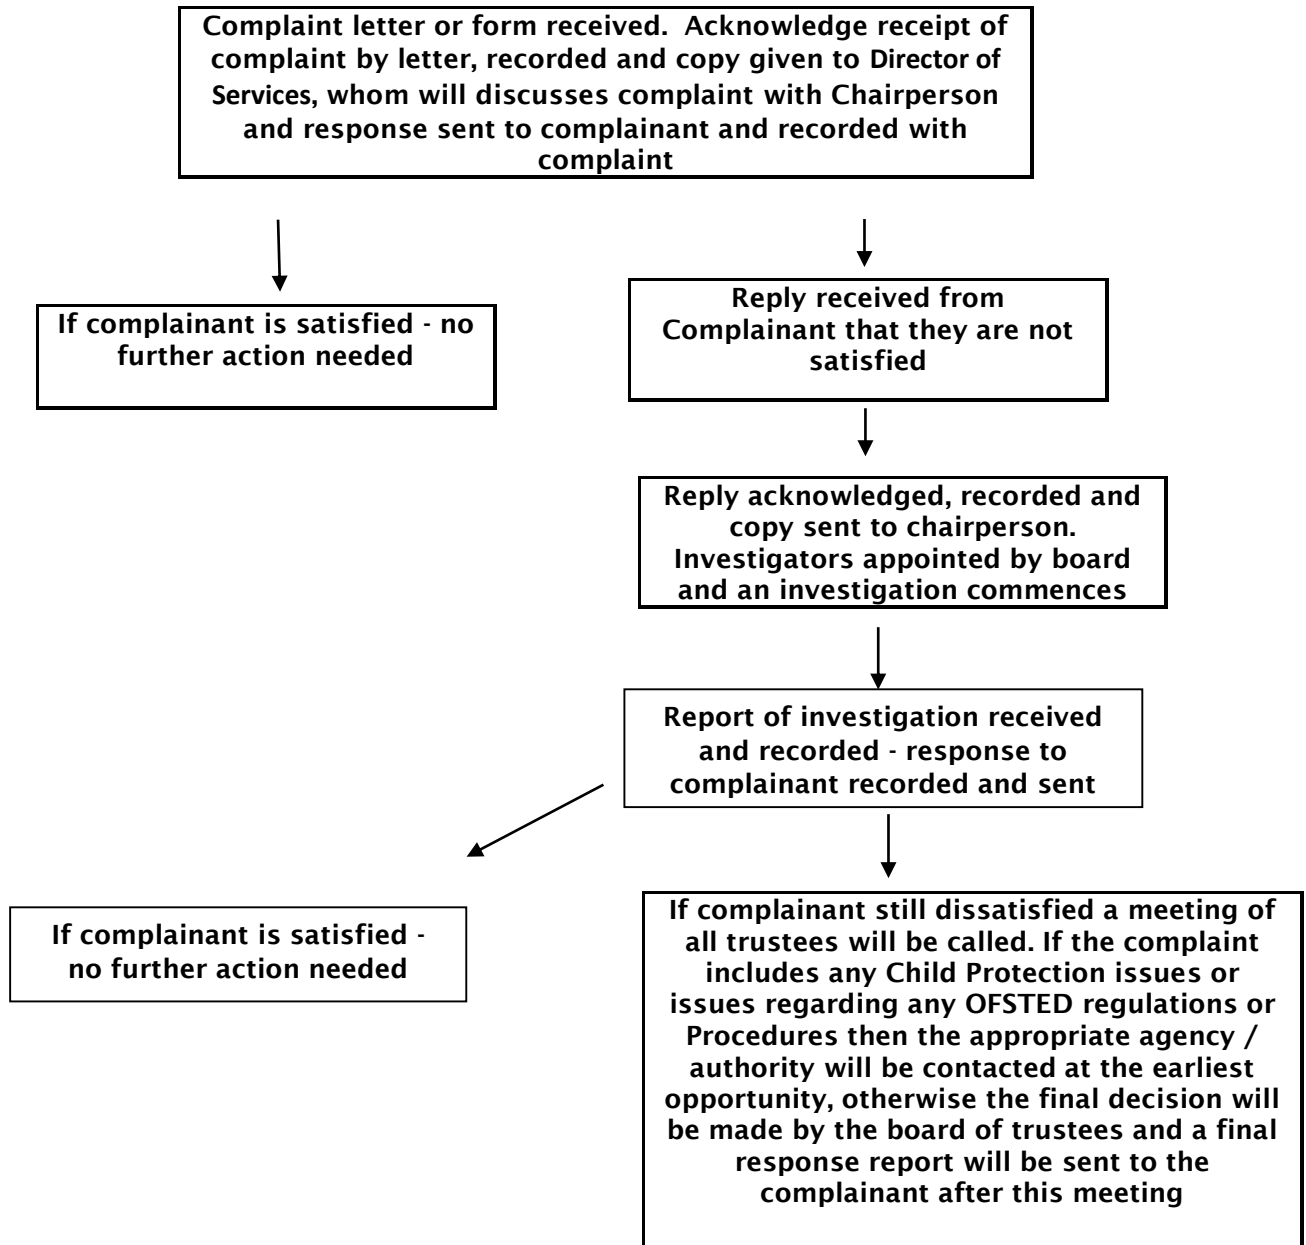 Complaint letter or form received.  Acknowledge receipt of
complaint by letter, recorded and copy given to Director of
Services, whom will discusses complaint with Chairperson
and response sent to complainant and recorded with
complaint
If complainant is satisfied - no
further action needed
Reply received from
Complainant that they are not
satisfied
Reply acknowledged, recorded and
copy sent to chairperson.
Investigators appointed by board
and an investigation commences
Report of investigation received
and recorded - response to
complainant recorded and sent
If complainant is satisfied -
no further action needed
If complainant still dissatisfied a meeting of
all trustees will be called. If the complaint
includes any Child Protection issues or
issues regarding any OFSTED regulations or
Procedures then the appropriate agency /
authority will be contacted at the earliest
opportunity, otherwise the final decision will
be made by the board of trustees and a final
response report will be sent to the
complainant after this meeting